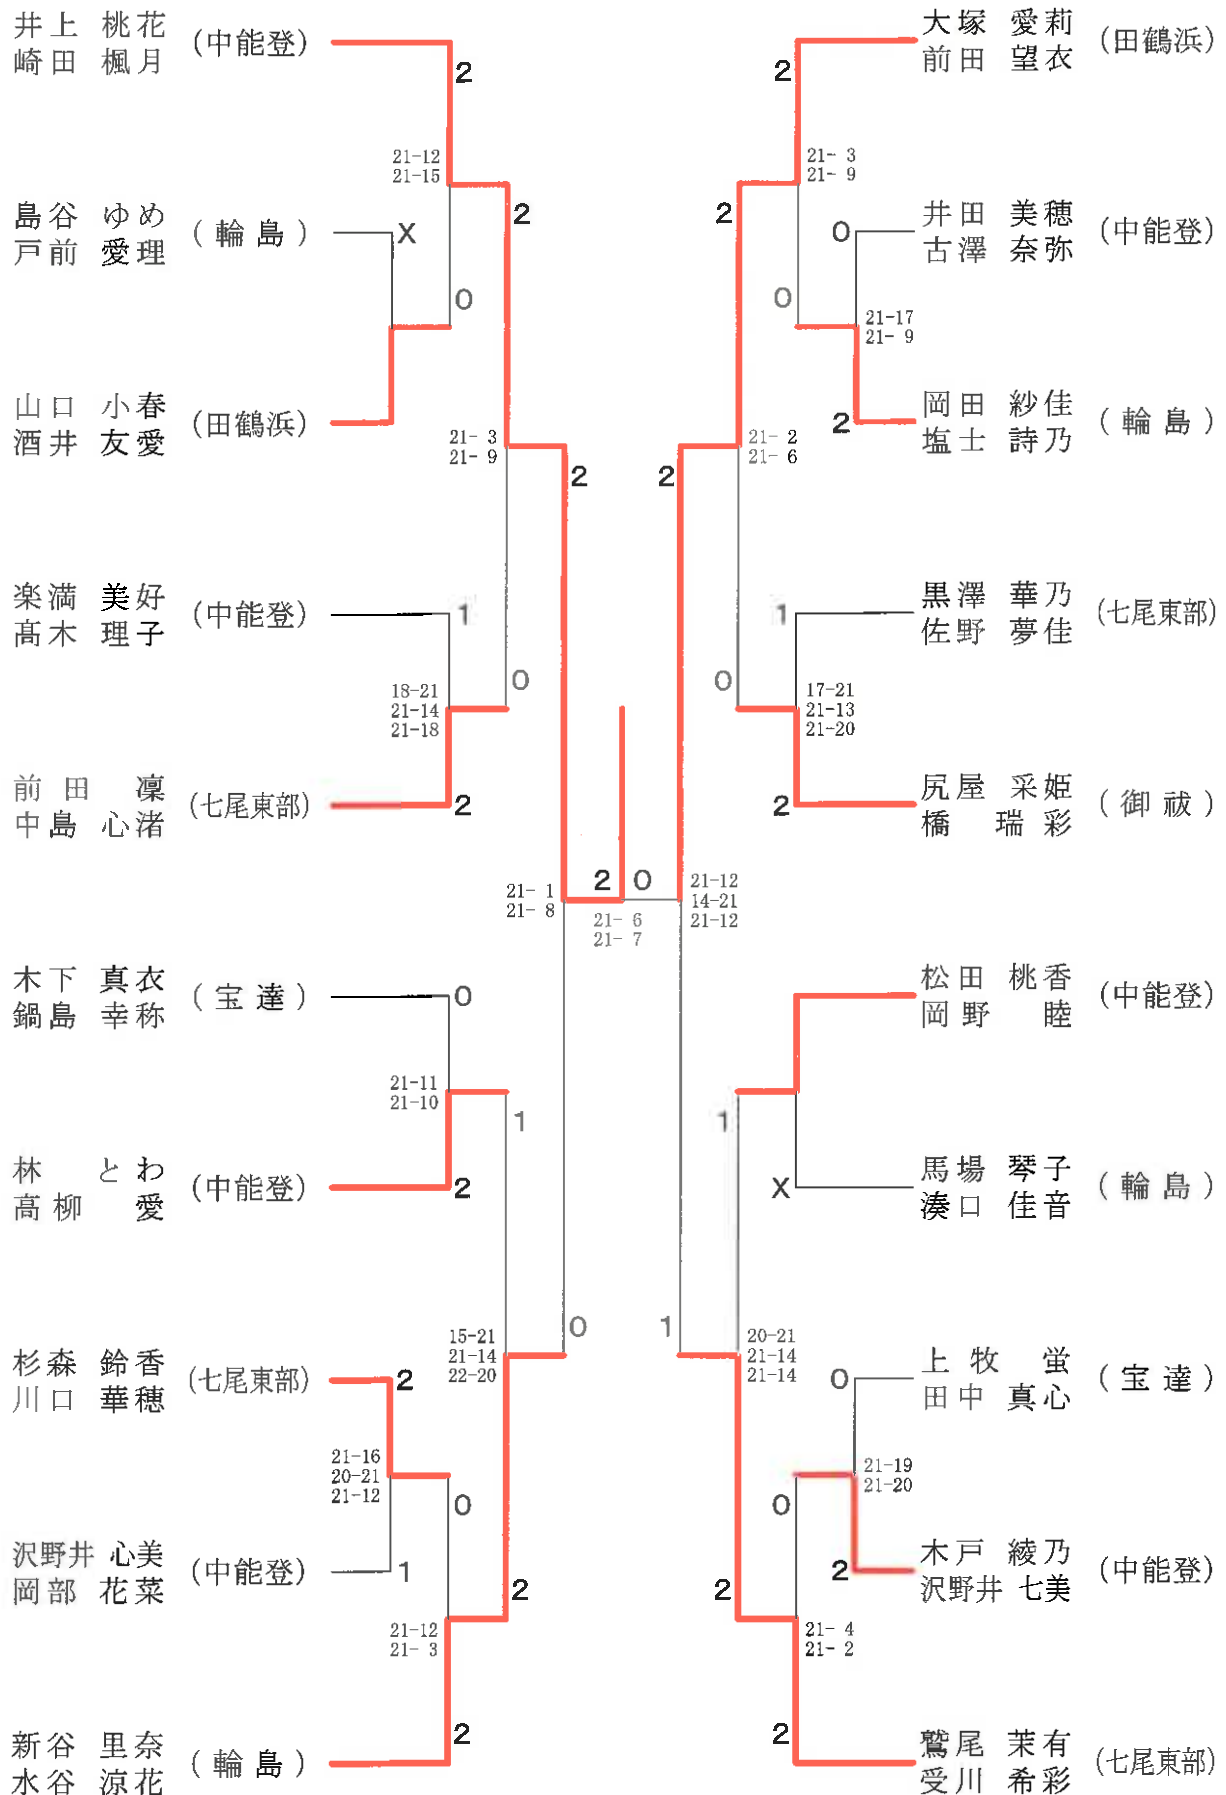 井上 桃花
崎田 楓月
(中能登)
2
21-12
21-15
島谷 ゆめ
戸前 愛理
(輪島)
X
2
0
山口 小春
酒井 友愛
(田鶴浜)
21- 3
21- 9
2
楽満 美好
髙木 理子
(中能登)
1
0
18-21
21-14
21-18
前田 凜
中島 心渚
(七尾東部)
2
21- 1
21- 8
2
0
21- 6
21- 7
木下 真衣
鍋島 幸称
(宝達)
0
21-11
21-10
1
林 とわ
高柳 愛
(中能登)
2
0
15-21
21-14
22-20
杉森 鈴香
川口 華穂
(七尾東部)
2
21-16
20-21
21-12
0
沢野井 心美
岡部 花菜
(中能登)
1
2
21-12
21- 3
新谷 里奈
水谷 涼花
(輪島)
2
大塚 愛莉
前田 望衣
(田鶴浜)
2
21- 3
21- 9
2
井田 美穂
古澤 奈弥
(中能登)
0
0
21-17
21- 9
岡田 紗佳
塩士 詩乃
(輪島)
2
21- 2
21- 6
2
黒澤 華乃
佐野 夢佳
(七尾東部)
1
0
17-21
21-13
21-20
尻屋 采姫
橋 瑞彩
(御祓)
2
21-12
14-21
21-12
松田 桃香
岡野 睦
(中能登)
1
馬場 琴子
湊口 佳音
(輪島)
X
1
20-21
21-14
21-14
上牧 蛍
田中 真心
(宝達)
0
21-19
21-20
0
木戸 綾乃
沢野井 七美
(中能登)
2
2
21- 4
21- 2
鷲尾 茉有
受川 希彩
(七尾東部)
2